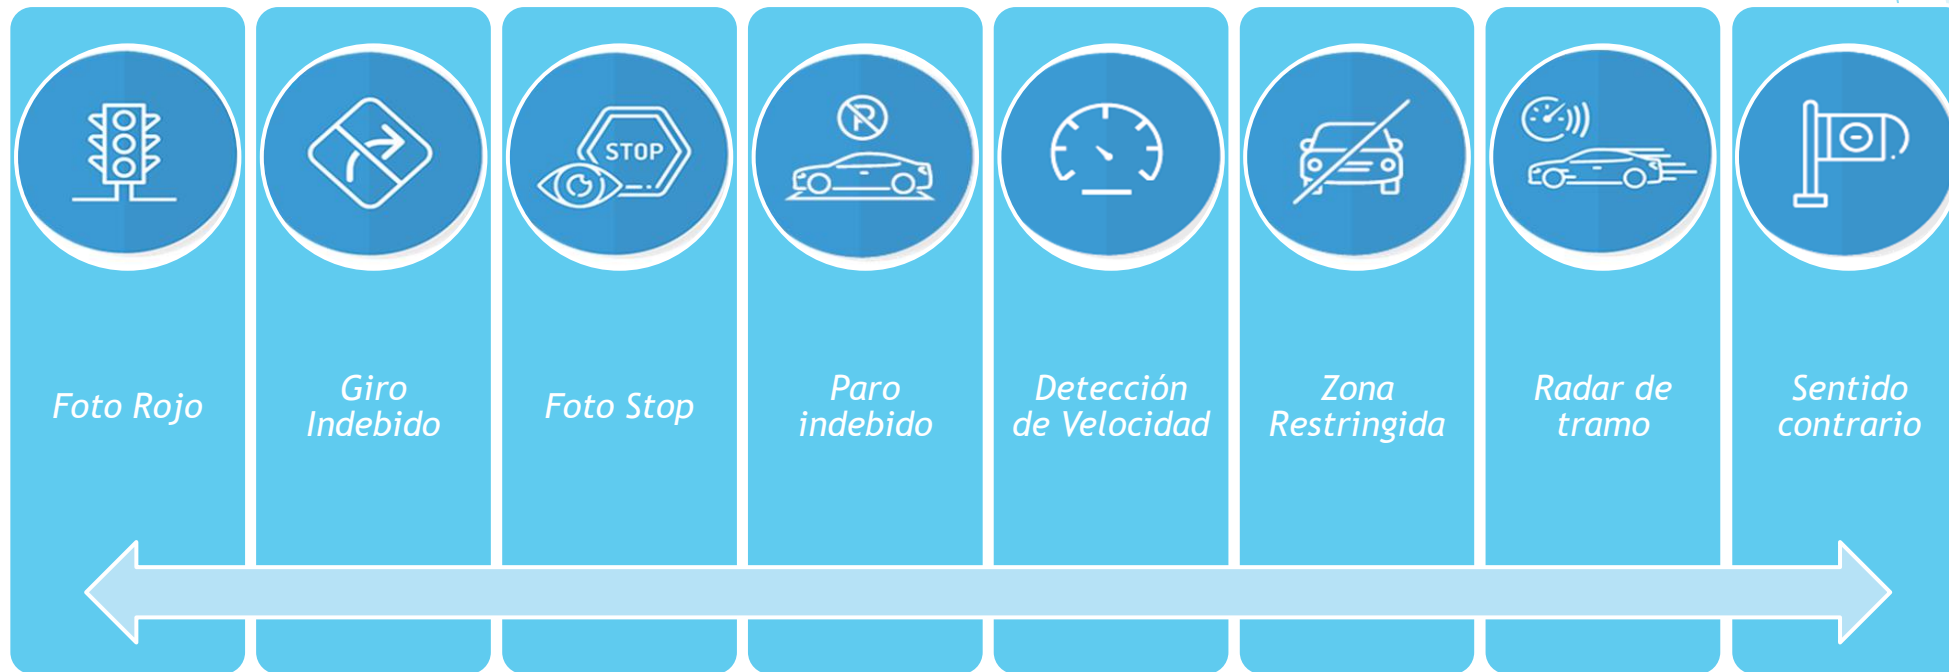 STOP
P
Foto Rojo
Giro
Indebido
Foto Stop
Paro
indebido
Detección
de Velocidad
Zona
Restringida
Radar de
tramo
Sentido
contrario